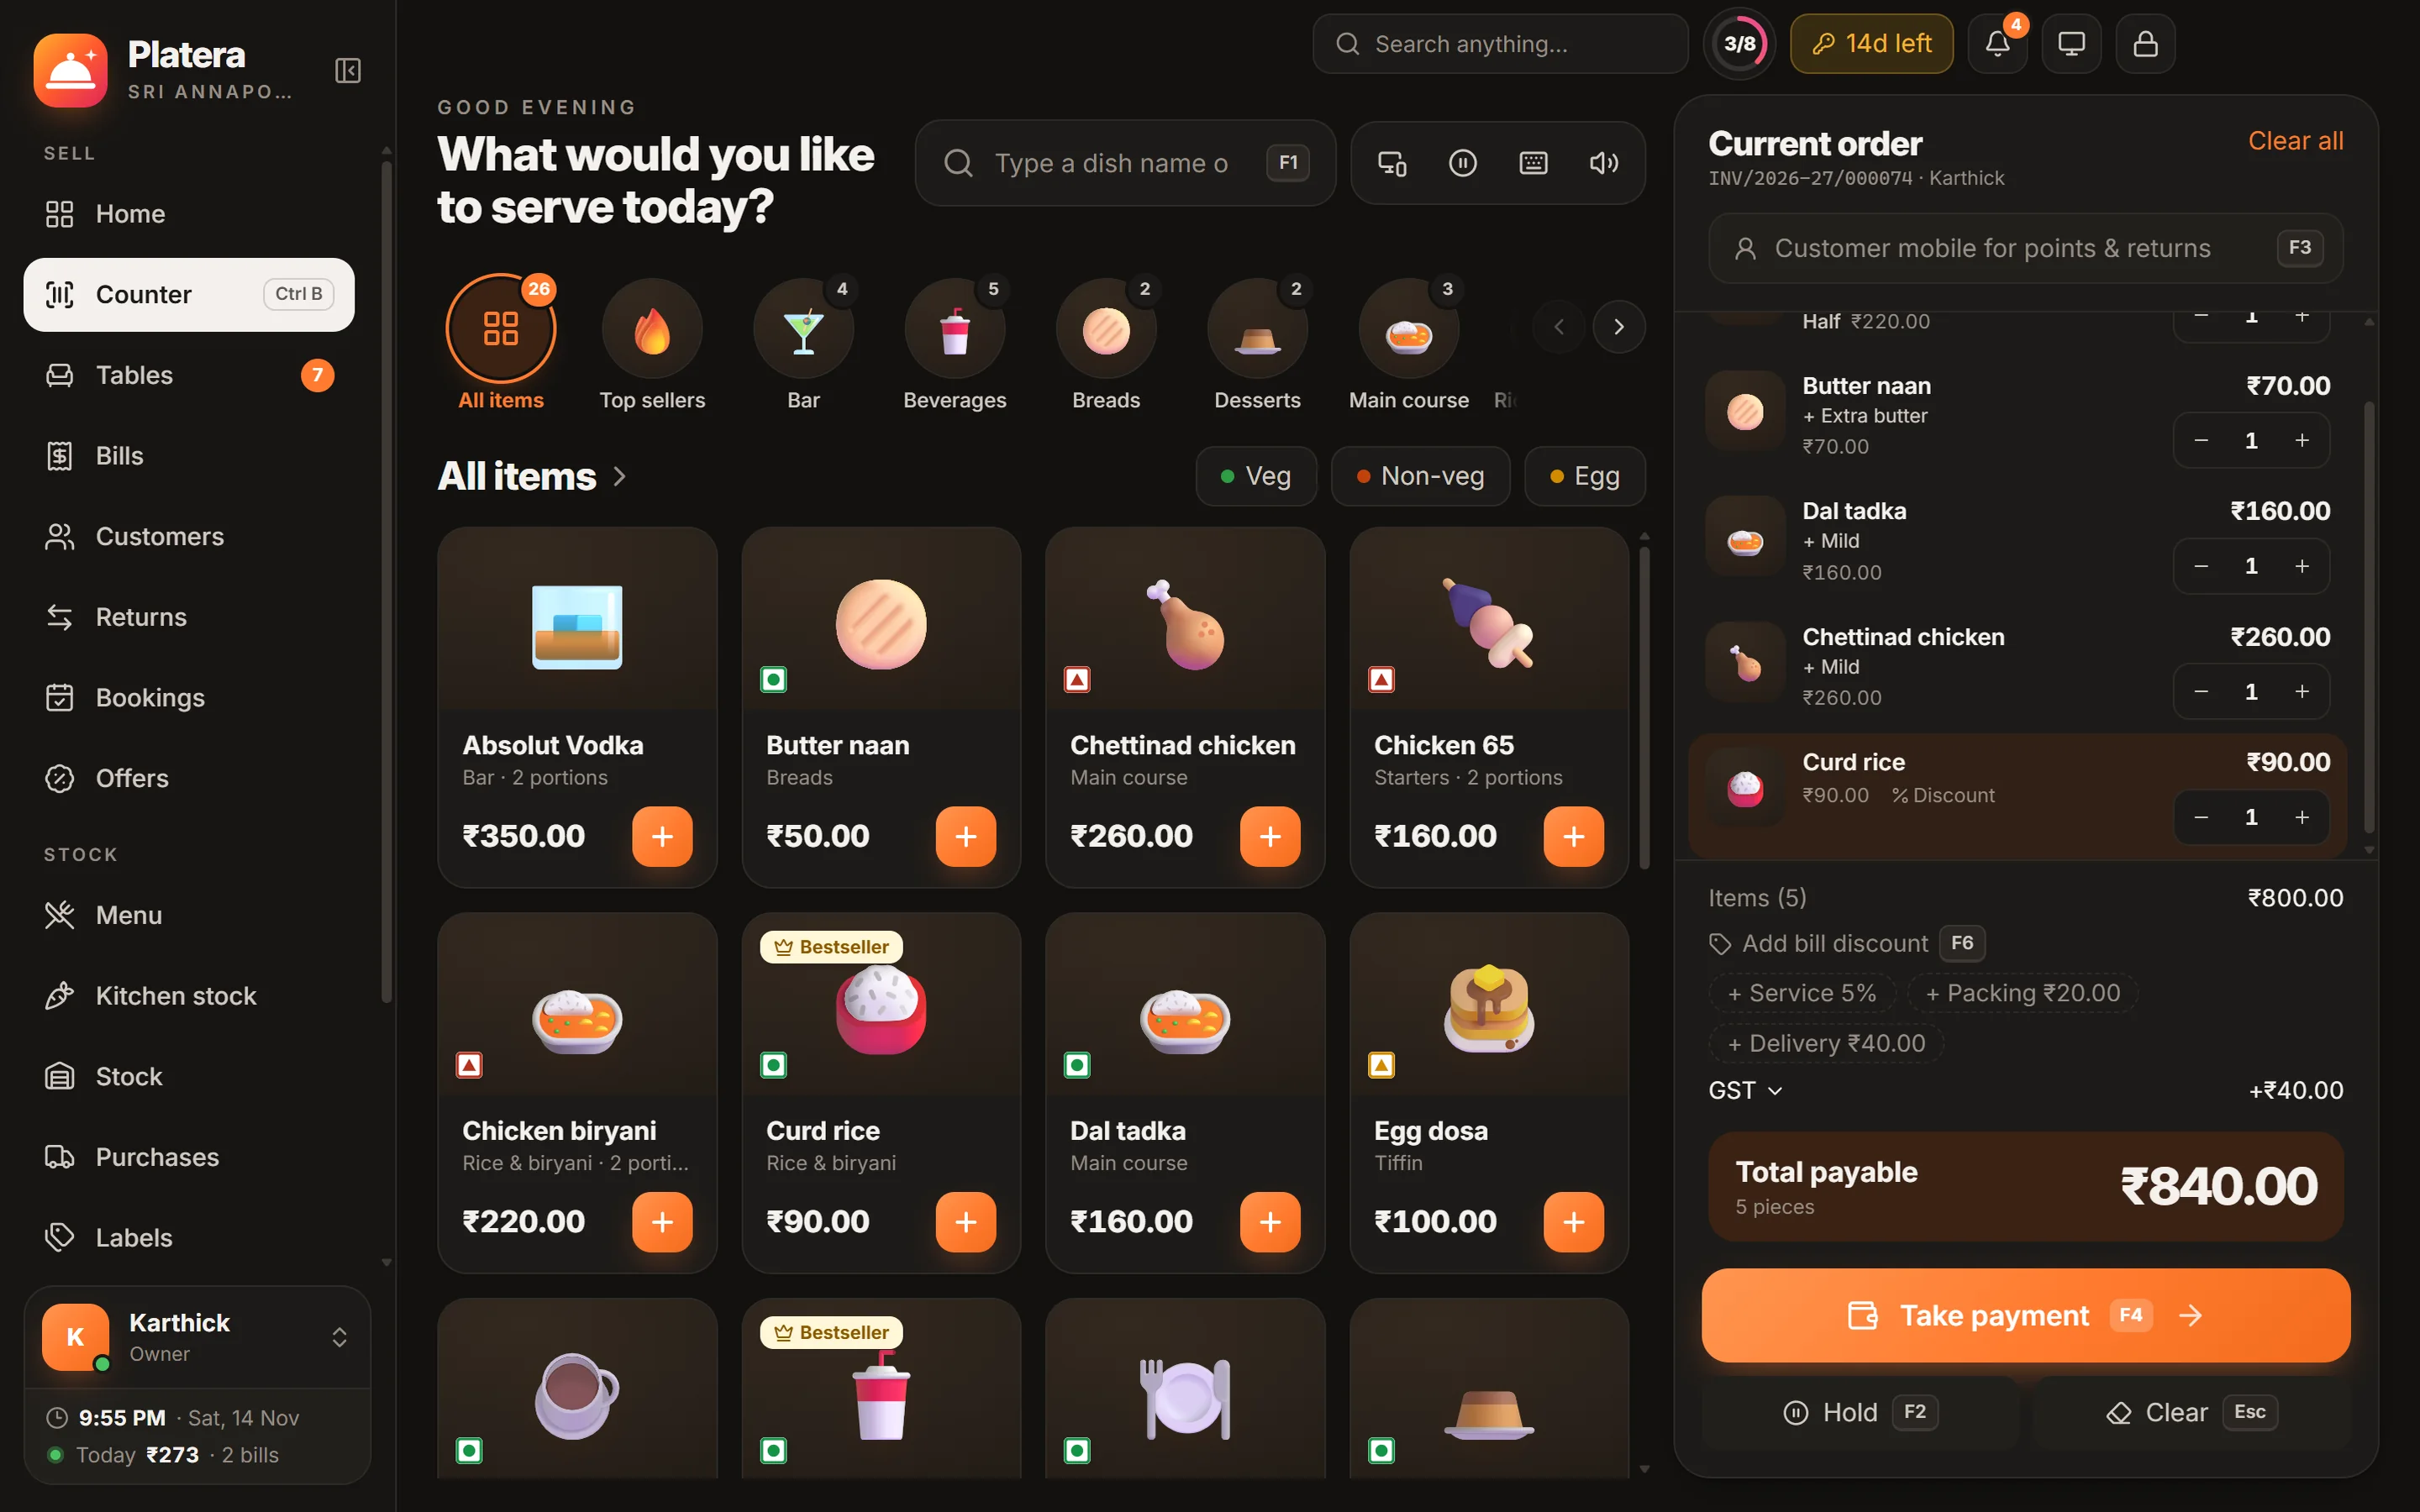 Platera
SRI ANNAPO...
SELL
Home
Counter Ctrl B
Tables 7
Bills
Customers
Returns
Bookings
Offers
STOCK
Menu
Kitchen stock
Stock
Purchases
Labels
K Karthick
Owner
9:55 PM · Sat, 14 Nov
Today ₹273 · 2 bills
Search anything...
3/8
14d left
4
GOOD EVENING
What would you like
to serve today?
Type a dish name o F1
26 4 5 2 2 3
All items Top sellers Bar Beverages Breads Desserts Main course
All items
Veg Non-veg Egg
Absolut Vodka
Bar · 2 portions
₹350.00 +
Butter naan
Breads
₹50.00 +
Chettinad chicken
Main course
₹260.00 +
Chicken 65
Starters · 2 portions
₹160.00 +
Chicken biryani
Rice & biryani · 2 porti...
₹220.00 +
Bestseller
Curd rice
Rice & biryani
₹90.00 +
Dal tadka
Main course
₹160.00 +
Egg dosa
Tiffin
₹100.00 +
Bestseller
Current order
Clear all
INV/2026-27/000074 · Karthick
Customer mobile for points & returns F3
Half ₹220.00
− 1 +
Butter naan ₹70.00
+ Extra butter
₹70.00
− 1 +
Dal tadka ₹160.00
+ Mild
₹160.00
− 1 +
Chettinad chicken ₹260.00
+ Mild
₹260.00
− 1 +
Curd rice ₹90.00
₹90.00 % Discount
− 1 +
Items (5) ₹800.00
Add bill discount F6
+ Service 5% + Packing ₹20.00
+ Delivery ₹40.00
GST +₹40.00
Total payable
5 pieces
₹840.00
Take payment F4
Hold F2
Clear Esc